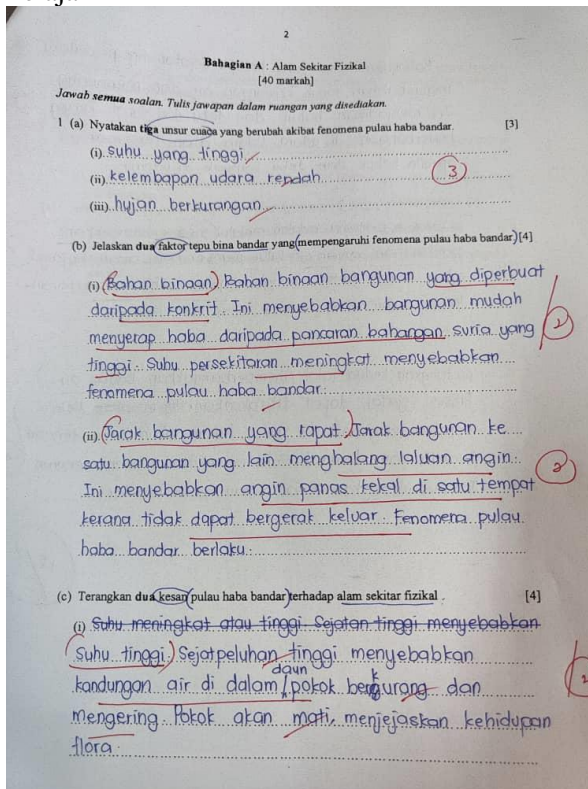 2
Bahagian A : Alam Sekitar Fizikal
[40 markah]
Jawab semua soalan. Tulis jawapan dalam ruangan yang disediakan.
1 (a) Nyatakan tiga unsur cuaca yang berubah akibat fenomena pulau haba bandar. [3]
(i) suhu yang tinggi
(ii) kelembapan udara rendah 3
(iii) hujan berkurangan
(b) Jelaskan dua faktor tepu bina bandar yang mempengaruhi fenomena pulau haba bandar [4]
(i) (Bahan binaan) Bahan binaan bangunan yang diperbuat
daripada konkrit. Ini menyebabkan bangunan mudah
menyerap haba daripada pancaran bahangan suria yang 2
tinggi. Suhu persekitaran meningkat menyebabkan
fenomena pulau haba bandar.
(ii) (Jarak bangunan yang rapat) Jarak bangunan ke
satu bangunan yang lain menghalang laluan angin. 2
Ini menyebabkan angin panas kekal di satu tempat
kerana tidak dapat bergerak keluar. Fenomena pulau
haba bandar berlaku.
(c) Terangkan dua kesan pulau haba bandar terhadap alam sekitar fizikal . [4]
(i) Suhu meningkat atau tinggi. Sejatan tinggi menyebabkan
(Suhu tinggi) Sejatpeluhan tinggi menyebabkan
daun
kandungan air di dalam pokok berkurang dan
mengering. Pokok akan mati, menjejaskan kehidupan
flora.